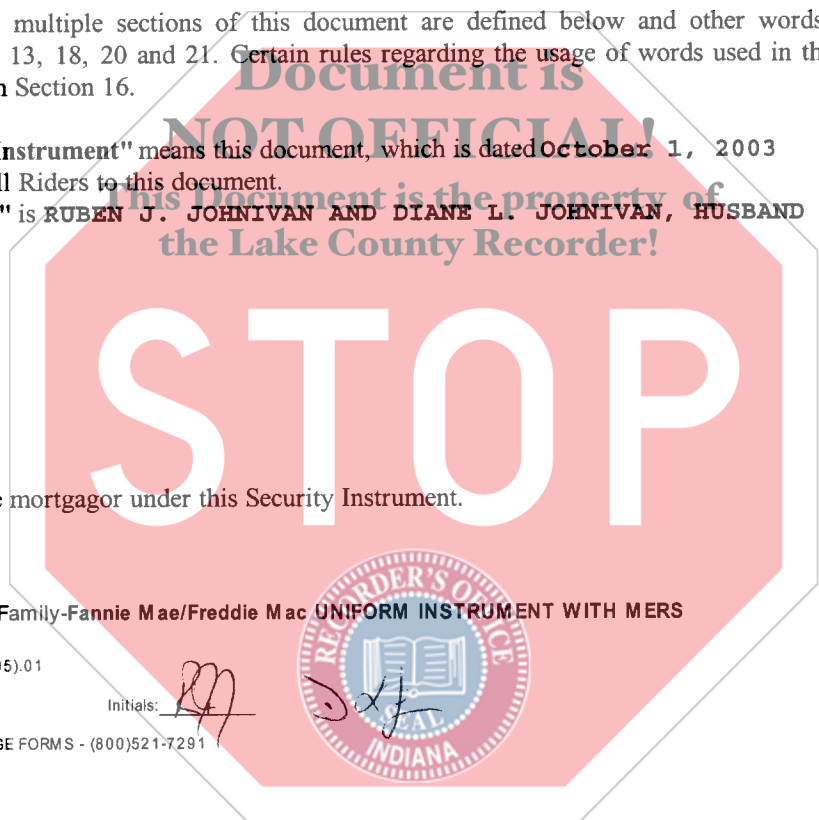 multiple sections of this document are defined below and other words
13, 18, 20 and 21. Certain rules regarding the usage of words used in th
n Section 16.
Document is
NOT OFFICIAL!
nstrument" means this document, which is dated October 1, 2003
ll Riders to this document.
This Document is the property of
" is RUBEN J. JOHNIVAN AND DIANE L. JOHNIVAN, HUSBAND
the Lake County Recorder!
STOP
e mortgagor under this Security Instrument.
Family-Fannie Mae/Freddie Mac UNIFORM INSTRUMENT WITH MERS
RECORDER'S OFFICE
05).01
Initials: RJJ DLJ
SEAL
GE FORMS - (800)521-7291
INDIANA